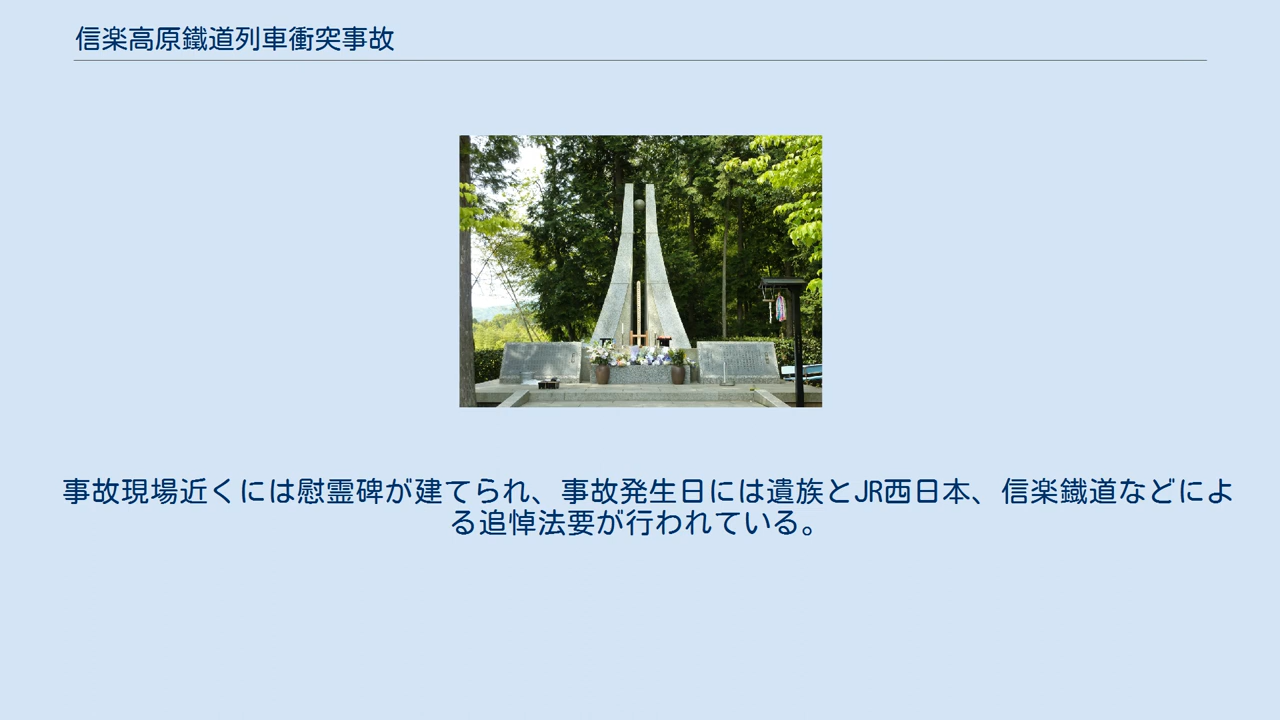 信楽高原鐵道列車衝突事故
事故現場近くには慰霊碑が建てられ、事故発生日には遺族とJR西日本、信楽鐵道などによ
る追悼法要が行われている。